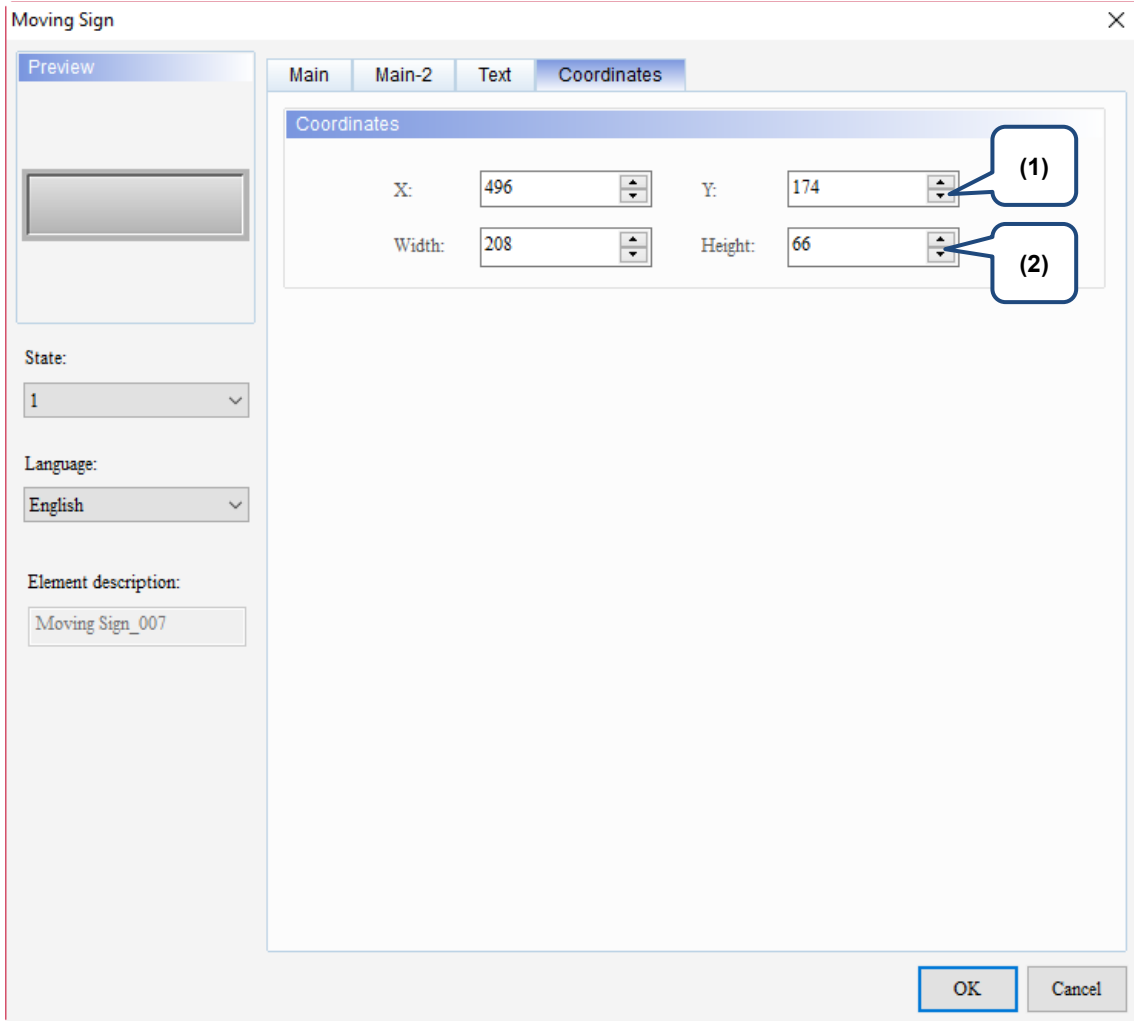 Moving Sign
Preview
Main Main-2 Text Coordinates
Coordinates
X: 496 Y: 174 (1)
Width: 208 Height: 66 (2)
State:
1
Language:
English
Element description:
Moving Sign_007
OK Cancel